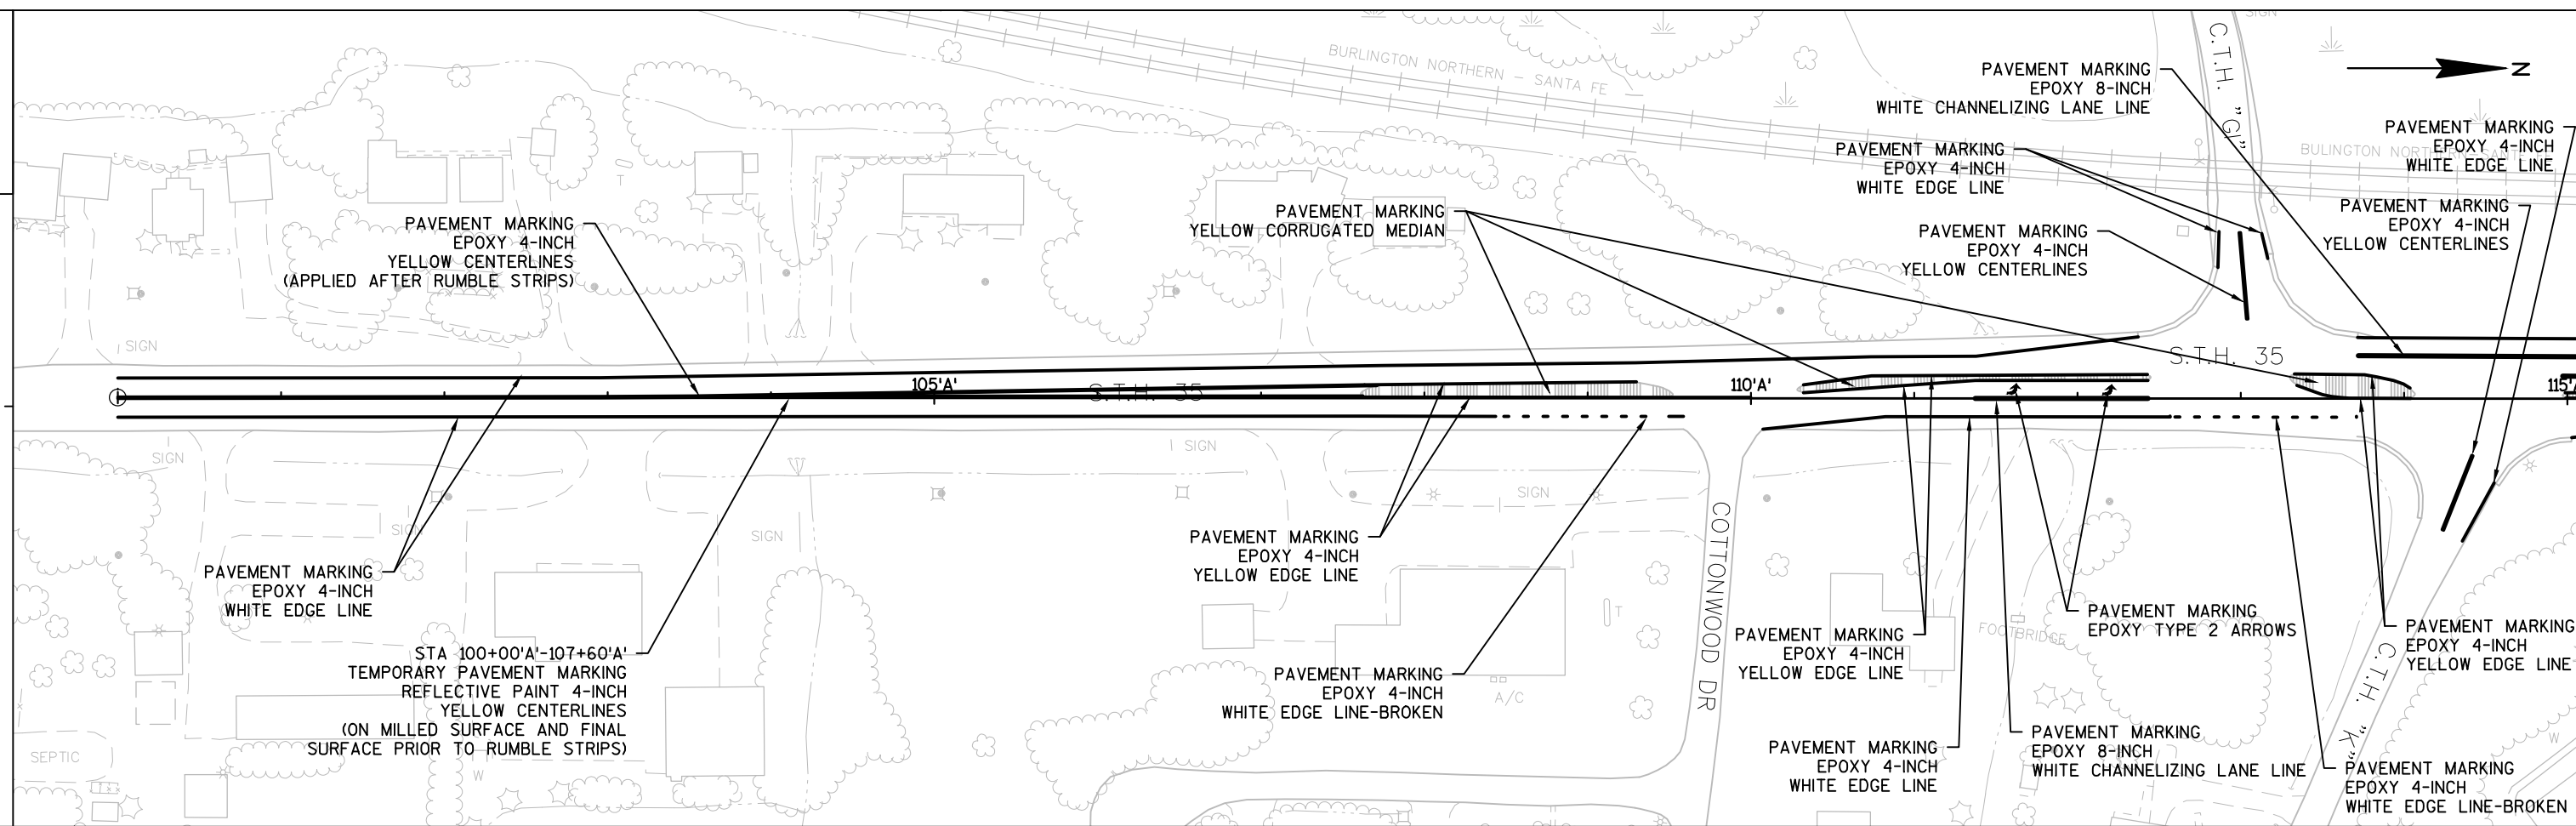 BURLINGTON NORTHERN - SANTA FE
C.T.H. "GI"
SIGN
N
PAVEMENT MARKING
EPOXY 8-INCH
WHITE CHANNELIZING LANE LINE
PAVEMENT MARKING
EPOXY 4-INCH
WHITE EDGE LINE
BULINGTON NORTHERN-SANTA FE
PAVEMENT MARKING
EPOXY 4-INCH
WHITE EDGE LINE
PAVEMENT MARKING
EPOXY 4-INCH
YELLOW CENTERLINES
PAVEMENT MARKING
EPOXY 4-INCH
YELLOW CENTERLINES
T
PAVEMENT MARKING
EPOXY 4-INCH
YELLOW CENTERLINES
(APPLIED AFTER RUMBLE STRIPS)
PAVEMENT MARKING
YELLOW CORRUGATED MEDIAN
SIGN
105'A'
S.T.H. 35
110'A'
S.T.H. 35
115'A'
SIGN
SIGN
SIGN
SIGN
SIGN
PAVEMENT MARKING
EPOXY 4-INCH
WHITE EDGE LINE
STA 100+00'A'-107+60'A'
TEMPORARY PAVEMENT MARKING
REFLECTIVE PAINT 4-INCH
YELLOW CENTERLINES
(ON MILLED SURFACE AND FINAL
SURFACE PRIOR TO RUMBLE STRIPS)
SEPTIC
W
PAVEMENT MARKING
EPOXY 4-INCH
YELLOW EDGE LINE
PAVEMENT MARKING
EPOXY 4-INCH
WHITE EDGE LINE-BROKEN
A/C
T
COTTONWOOD DR
PAVEMENT MARKING
EPOXY 4-INCH
YELLOW EDGE LINE
PAVEMENT MARKING
EPOXY 4-INCH
WHITE EDGE LINE
FOOTBRIDGE
PAVEMENT MARKING
EPOXY TYPE 2 ARROWS
PAVEMENT MARKING
EPOXY 8-INCH
WHITE CHANNELIZING LANE LINE
C.T.H. "K"
PAVEMENT MARKING
EPOXY 4-INCH
YELLOW EDGE LINE
W
PAVEMENT MARKING
EPOXY 4-INCH
WHITE EDGE LINE-BROKEN